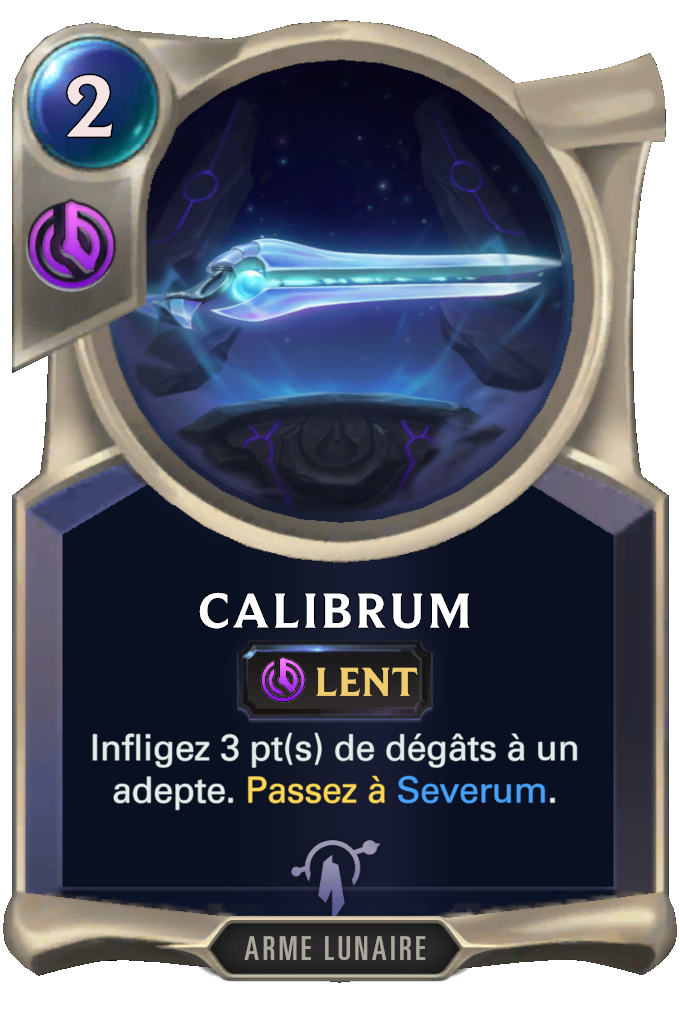 2
CALIBRUM
LENT
Infligez 3 pt(s) de dégâts à un
adepte. Passez à Severum.
ARME LUNAIRE